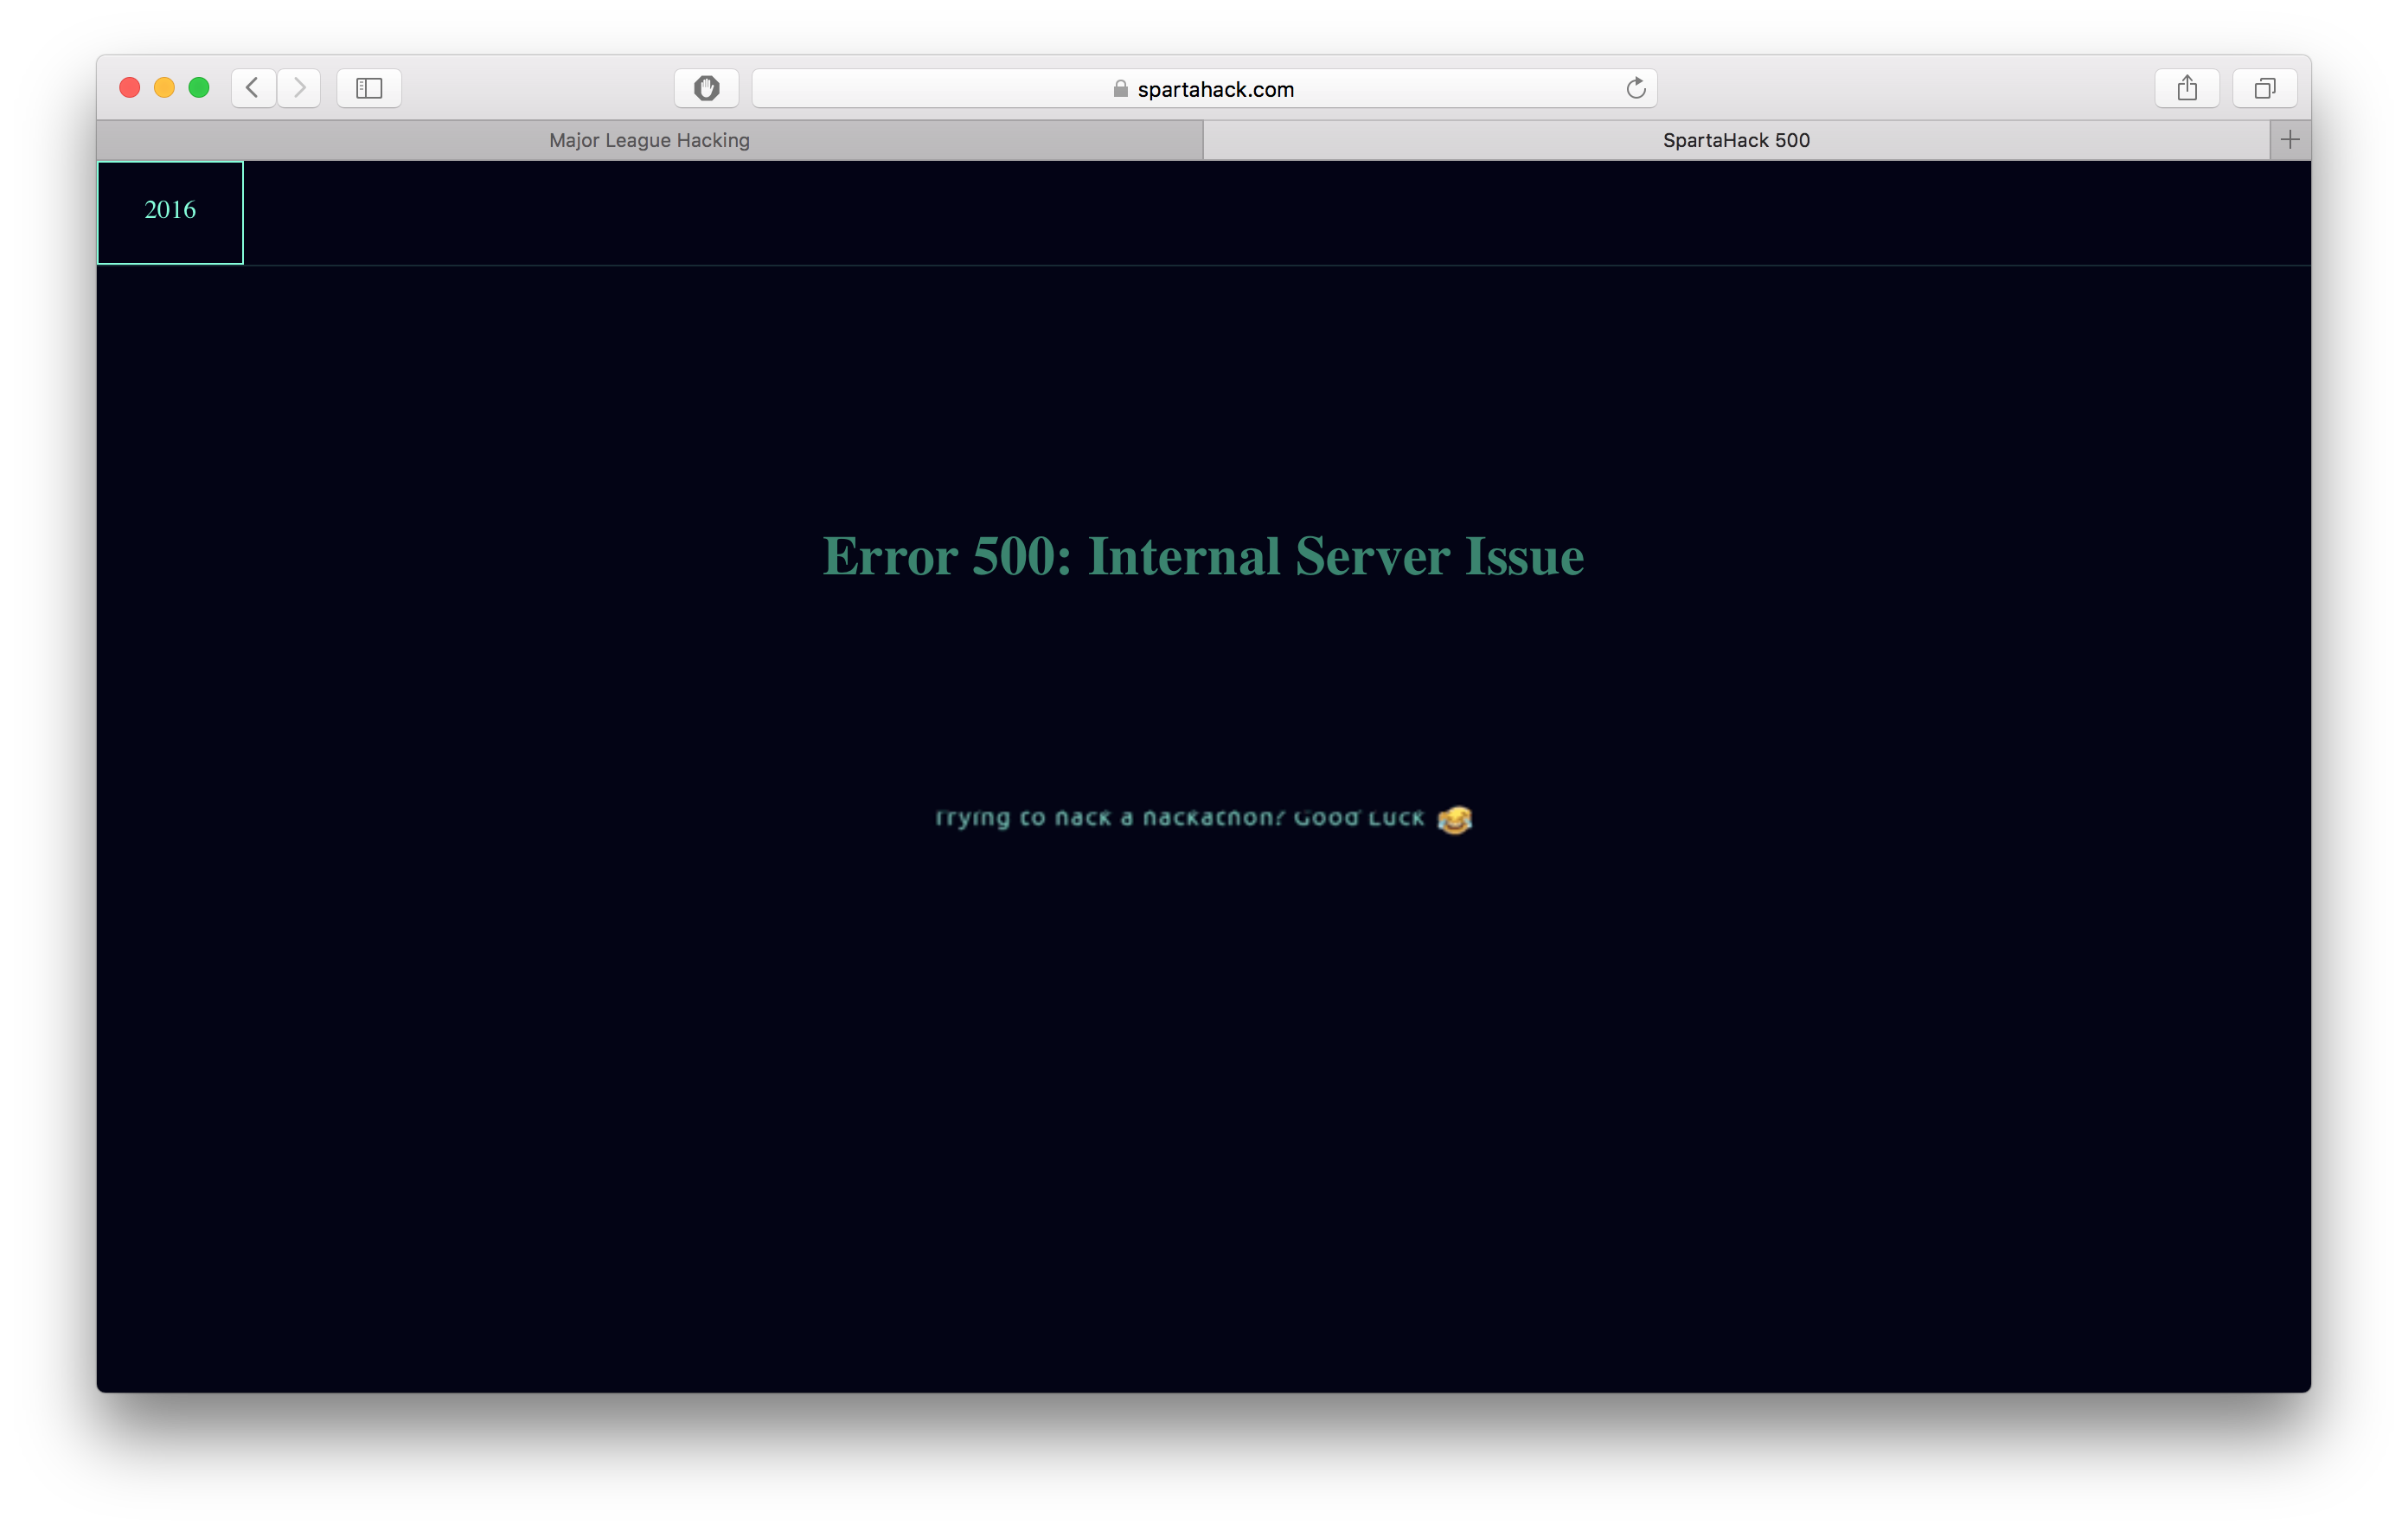 spartahack.com
Major League Hacking
SpartaHack 500
2016
Error 500: Internal Server Issue
Trying to hack a hackathon? Good Luck 😂